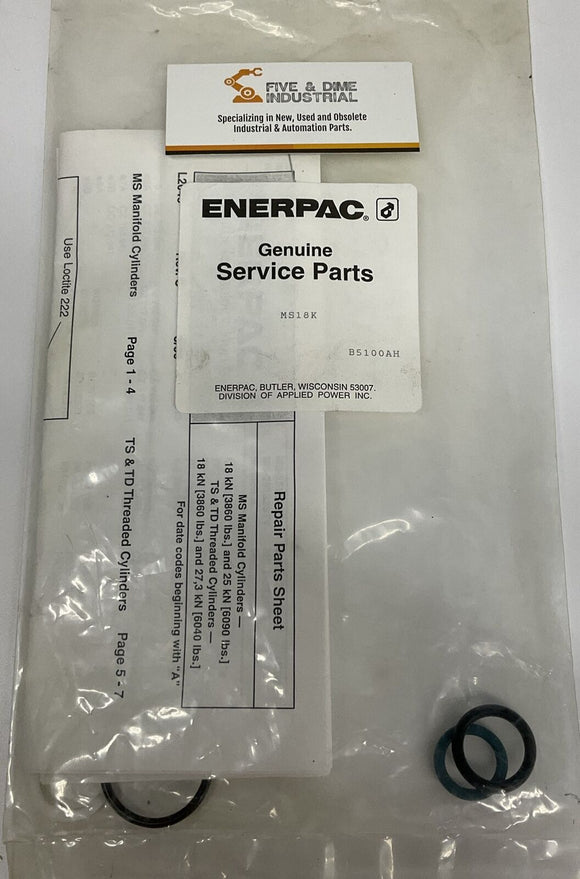 FIVE & DIME
INDUSTRIAL
Specializing in New, Used and Obsolete
Industrial & Automation Parts.
ENERPAC®
Genuine
Service Parts
MS18K
B5100AH
ENERPAC, BUTLER, WISCONSIN 53007.
DIVISION OF APPLIED POWER INC.
Repair Parts Sheet
MS Manifold Cylinders —
18 kN [3860 lbs.] and 25 kN [6090 lbs.]
TS & TD Threaded Cylinders —
18 kN [3860 lbs.] and 27,3 kN [6040 lbs.]
For date codes beginning with "A"
MS Manifold Cylinders Page 1 - 4 TS & TD Threaded Cylinders Page 5 - 7
Use Loctite 222